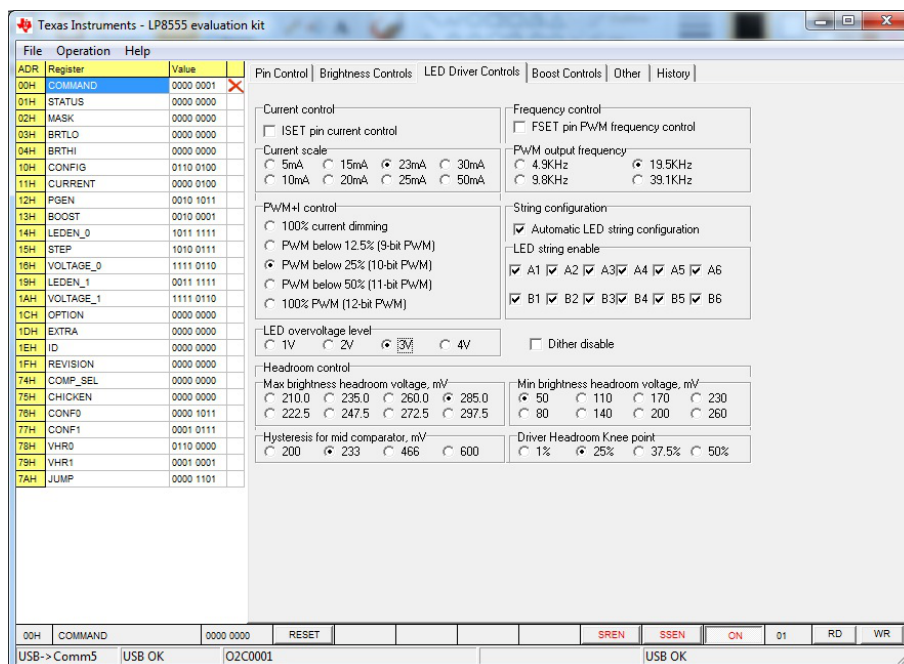 Texas Instruments - LP8555 evaluation kit
File Operation Help
ADR Register Value
00H COMMAND 0000 0001
01H STATUS 0000 0000
02H MASK 0000 0000
03H BRTLO 0000 0000
04H BRTHI 0000 0000
10H CONFIG 0110 0100
11H CURRENT 0000 0100
12H PGEN 0010 1011
13H BOOST 0010 0001
14H LEDEN_0 1011 1111
15H STEP 1010 0111
16H VOLTAGE_0 1111 0110
19H LEDEN_1 0011 1111
1AH VOLTAGE_1 1111 0110
1CH OPTION 0000 0000
1DH EXTRA 0000 0000
1EH ID 0000 0000
1FH REVISION 0000 0000
74H COMP_SEL 0000 0000
75H CHICKEN 0000 0000
76H CONF0 0000 1011
77H CONF1 0001 0111
78H VHR0 0110 0000
79H VHR1 0001 0001
7AH JUMP 0000 1101
Pin Control Brightness Controls LED Driver Controls Boost Controls Other History
Current control
ISET pin current control
Frequency control
FSET pin PWM frequency control
Current scale
5mA 15mA 23mA 30mA
10mA 20mA 25mA 50mA
PWM output frequency
4.9KHz 19.5KHz
9.8KHz 39.1KHz
PWM+I control
100% current dimming
PWM below 12.5% (9-bit PWM)
PWM below 25% (10-bit PWM)
PWM below 50% (11-bit PWM)
100% PWM (12-bit PWM)
String configuration
Automatic LED string configuration
LED string enable
A1 A2 A3 A4 A5 A6
B1 B2 B3 B4 B5 B6
LED overvoltage level
1V 2V 3V 4V
Dither disable
Headroom control
Max brightness headroom voltage, mV
210.0 235.0 260.0 285.0
222.5 247.5 272.5 297.5
Min brightness headroom voltage, mV
50 110 170 230
80 140 200 260
Hysteresis for mid comparator, mV
200 233 466 600
Driver Headroom Knee point
1% 25% 37.5% 50%
00H COMMAND 0000 0000 RESET SREN SSEN ON 01 RD WR
USB->Comm5 USB OK O2C0001 USB OK